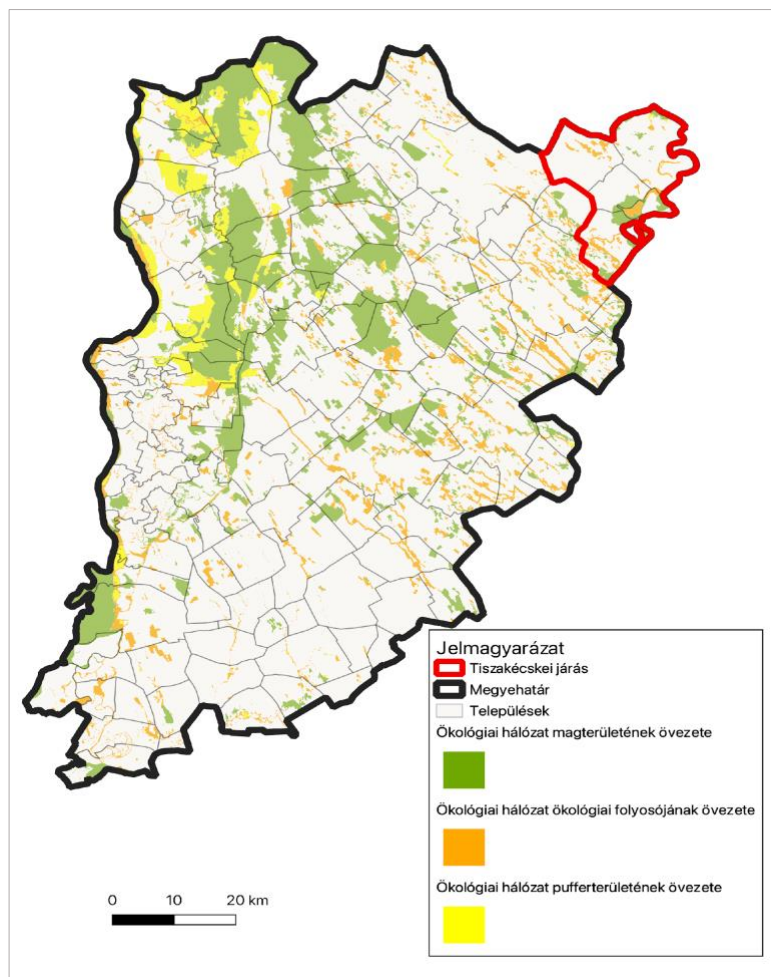 Jelmagyarázat
Tiszakécskei járás
Megyehatár
Települések
Ökológiai hálózat magterületének övezete
Ökológiai hálózat ökológiai folyosójának övezete
Ökológiai hálózat pufferterületének övezete
0 10 20 km